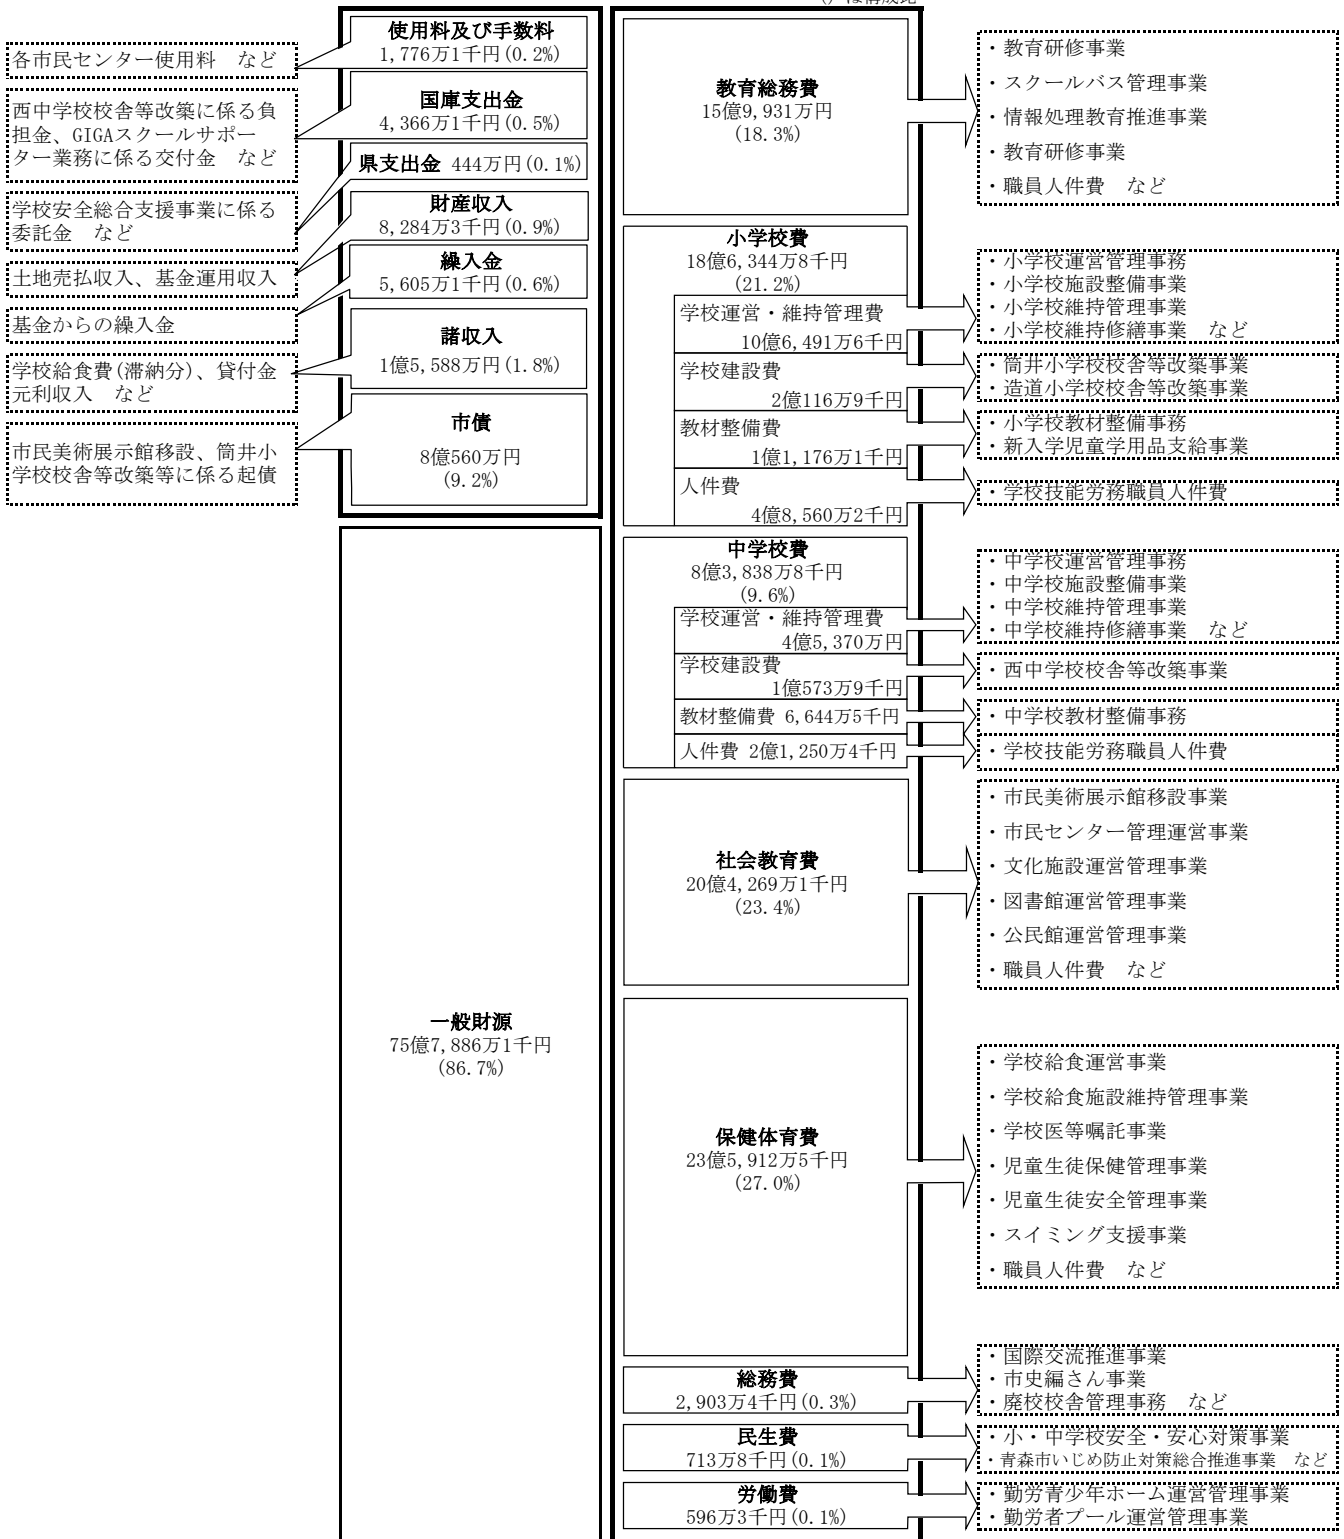 ()は構成比
各市民センター使用料　など
西中学校校舎等改築に係る負
担金、GIGAスクールサポー
ター業務に係る交付金　など
学校安全総合支援事業に係る
委託金　など
土地売払収入、基金運用収入
基金からの繰入金
学校給食費(滞納分)、貸付金
元利収入　など
市民美術展示館移設、筒井小
学校校舎等改築等に係る起債
使用料及び手数料
1,776万1千円(0.2%)
国庫支出金
4,366万1千円(0.5%)
県支出金 444万円(0.1%)
財産収入
8,284万3千円(0.9%)
繰入金
5,605万1千円(0.6%)
諸収入
1億5,588万円(1.8%)
市債
8億560万円
(9.2%)
一般財源
75億7,886万1千円
(86.7%)
教育総務費
15億9,931万円
(18.3%)
小学校費
18億6,344万8千円
(21.2%)
学校運営・維持管理費
10億6,491万6千円
学校建設費
2億116万9千円
教材整備費
1億1,176万1千円
人件費
4億8,560万2千円
中学校費
8億3,838万8千円
(9.6%)
学校運営・維持管理費
4億5,370万円
学校建設費
1億573万9千円
教材整備費 6,644万5千円
人件費 2億1,250万4千円
社会教育費
20億4,269万1千円
(23.4%)
保健体育費
23億5,912万5千円
(27.0%)
総務費
2,903万4千円(0.3%)
民生費
713万8千円(0.1%)
労働費
596万3千円(0.1%)
・教育研修事業
・スクールバス管理事業
・情報処理教育推進事業
・教育研修事業
・職員人件費　など
・小学校運営管理事務
・小学校施設整備事業
・小学校維持管理事業
・小学校維持修繕事業　など
・筒井小学校校舎等改築事業
・造道小学校校舎等改築事業
・小学校教材整備事務
・新入学児童学用品支給事業
・学校技能労務職員人件費
・中学校運営管理事務
・中学校施設整備事業
・中学校維持管理事業
・中学校維持修繕事業　など
・西中学校校舎等改築事業
・中学校教材整備事務
・学校技能労務職員人件費
・市民美術展示館移設事業
・市民センター管理運営事業
・文化施設運営管理事業
・図書館運営管理事業
・公民館運営管理事業
・職員人件費　など
・学校給食運営事業
・学校給食施設維持管理事業
・学校医等嘱託事業
・児童生徒保健管理事業
・児童生徒安全管理事業
・スイミング支援事業
・職員人件費　など
・国際交流推進事業
・市史編さん事業
・廃校校舎管理事務　など
・小・中学校安全・安心対策事業
・青森市いじめ防止対策総合推進事業　など
・勤労青少年ホーム運営管理事業
・勤労者プール運営管理事業